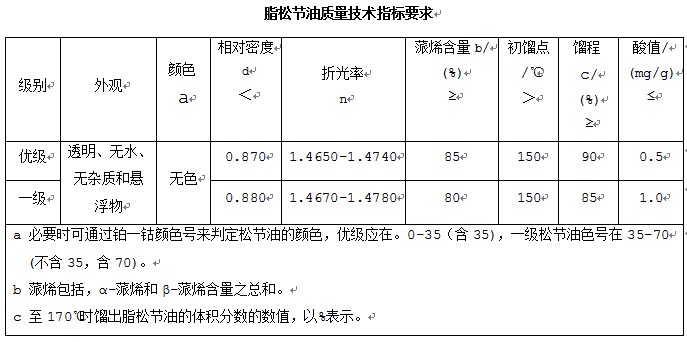 脂松节油质量技术指标要求
级别 外观 颜色 a 相对密度 d < 折光率 n 蒎烯含量 b/ (%) ≥ 初馏点 /℃ > 馏程 c/ (%) ≥ 酸值/ (mg/g) ≤
优级 透明、无水、无杂质和悬浮物 无色 0.870 1.4650-1.4740 85 150 90 0.5
一级 0.880 1.4670-1.4780 80 150 85 1.0
a 必要时可通过铂一钴颜色号来判定松节油的颜色，优级应在。0-35（含 35），一级松节油色号在 35-70
(不含 35，含 70)。
b 蒎烯包括，α-蒎烯和 β-蒎烯含量之总和。
c 至 170℃时馏出脂松节油的体积分数的数值，以%表示。